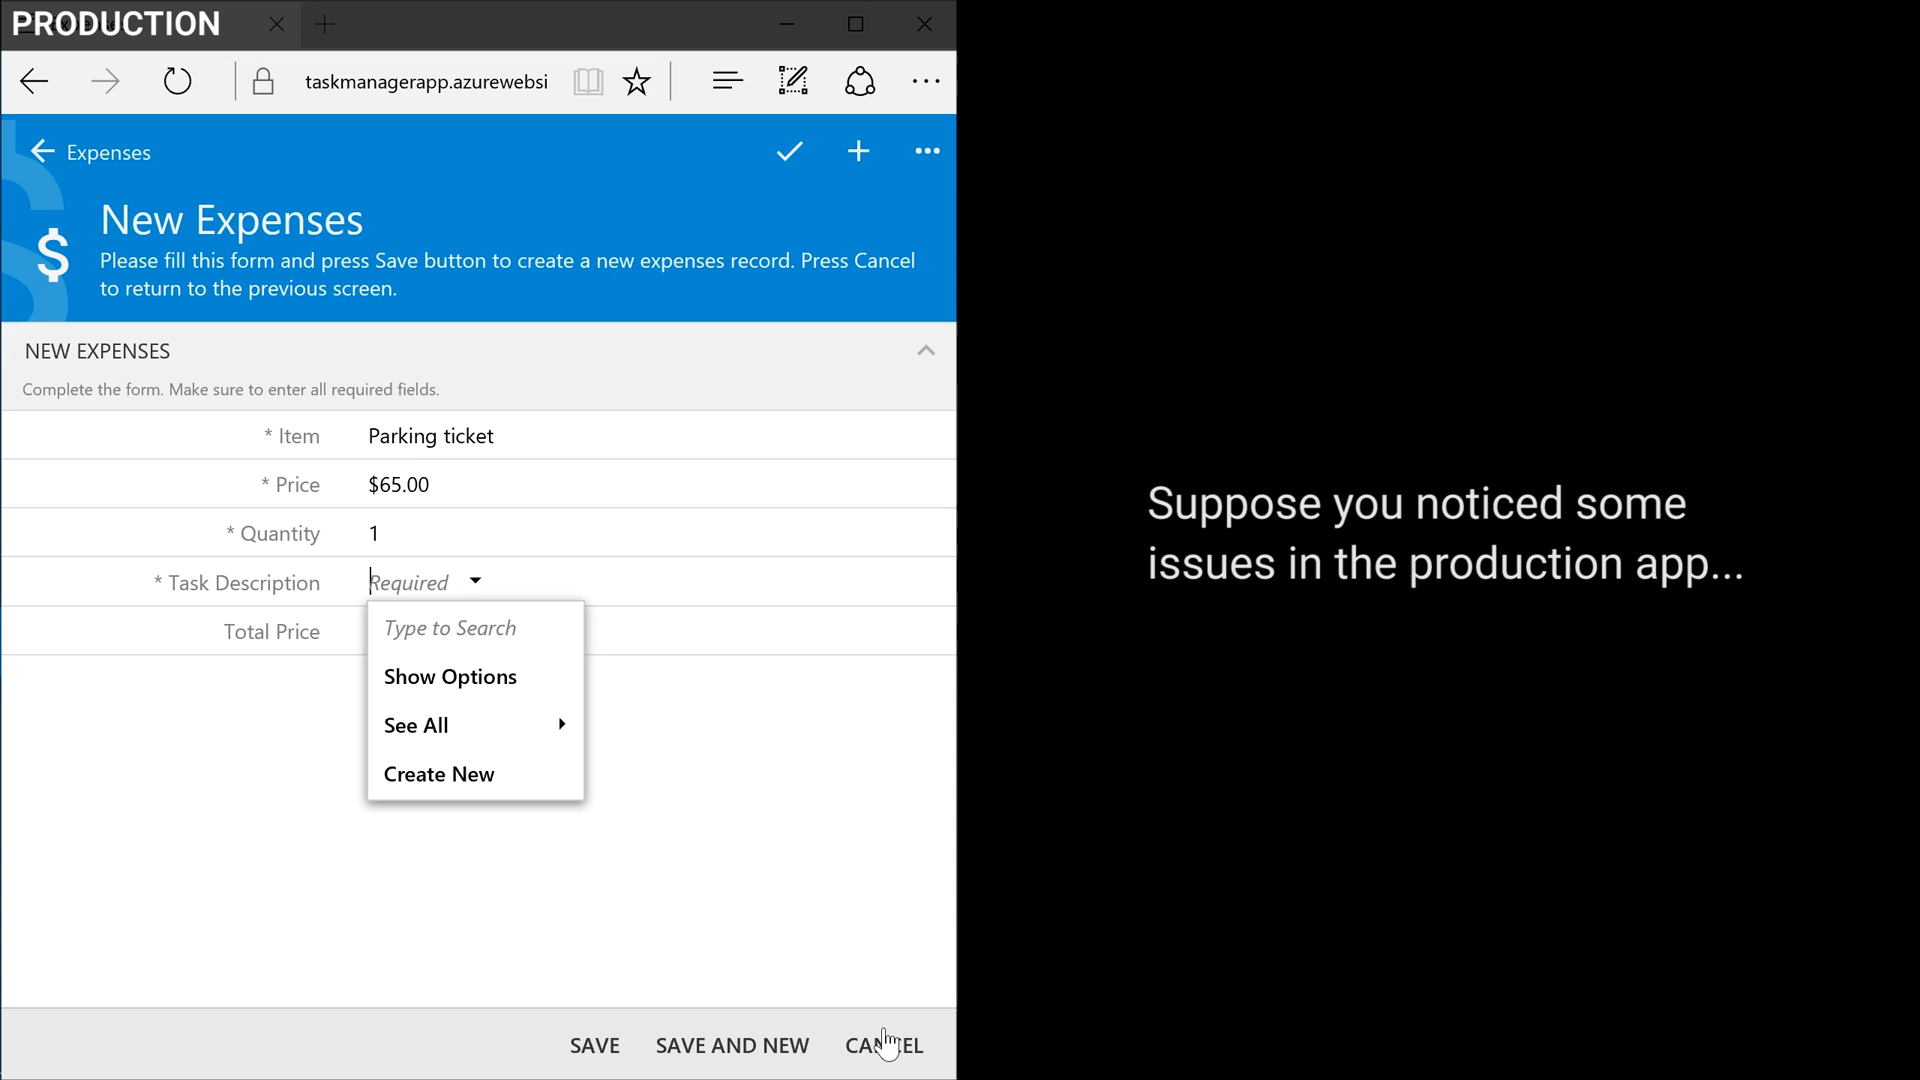 PRODUCTION
taskmanagerapp.azurewebsi
Expenses
New Expenses
Please fill this form and press Save button to create a new expenses record. Press Cancel
to return to the previous screen.
NEW EXPENSES
Complete the form. Make sure to enter all required fields.
* Item Parking ticket
* Price $65.00
* Quantity 1
* Task Description Required
Total Price
Type to Search
Show Options
See All
Create New
SAVE SAVE AND NEW CANCEL
Suppose you noticed some
issues in the production app...